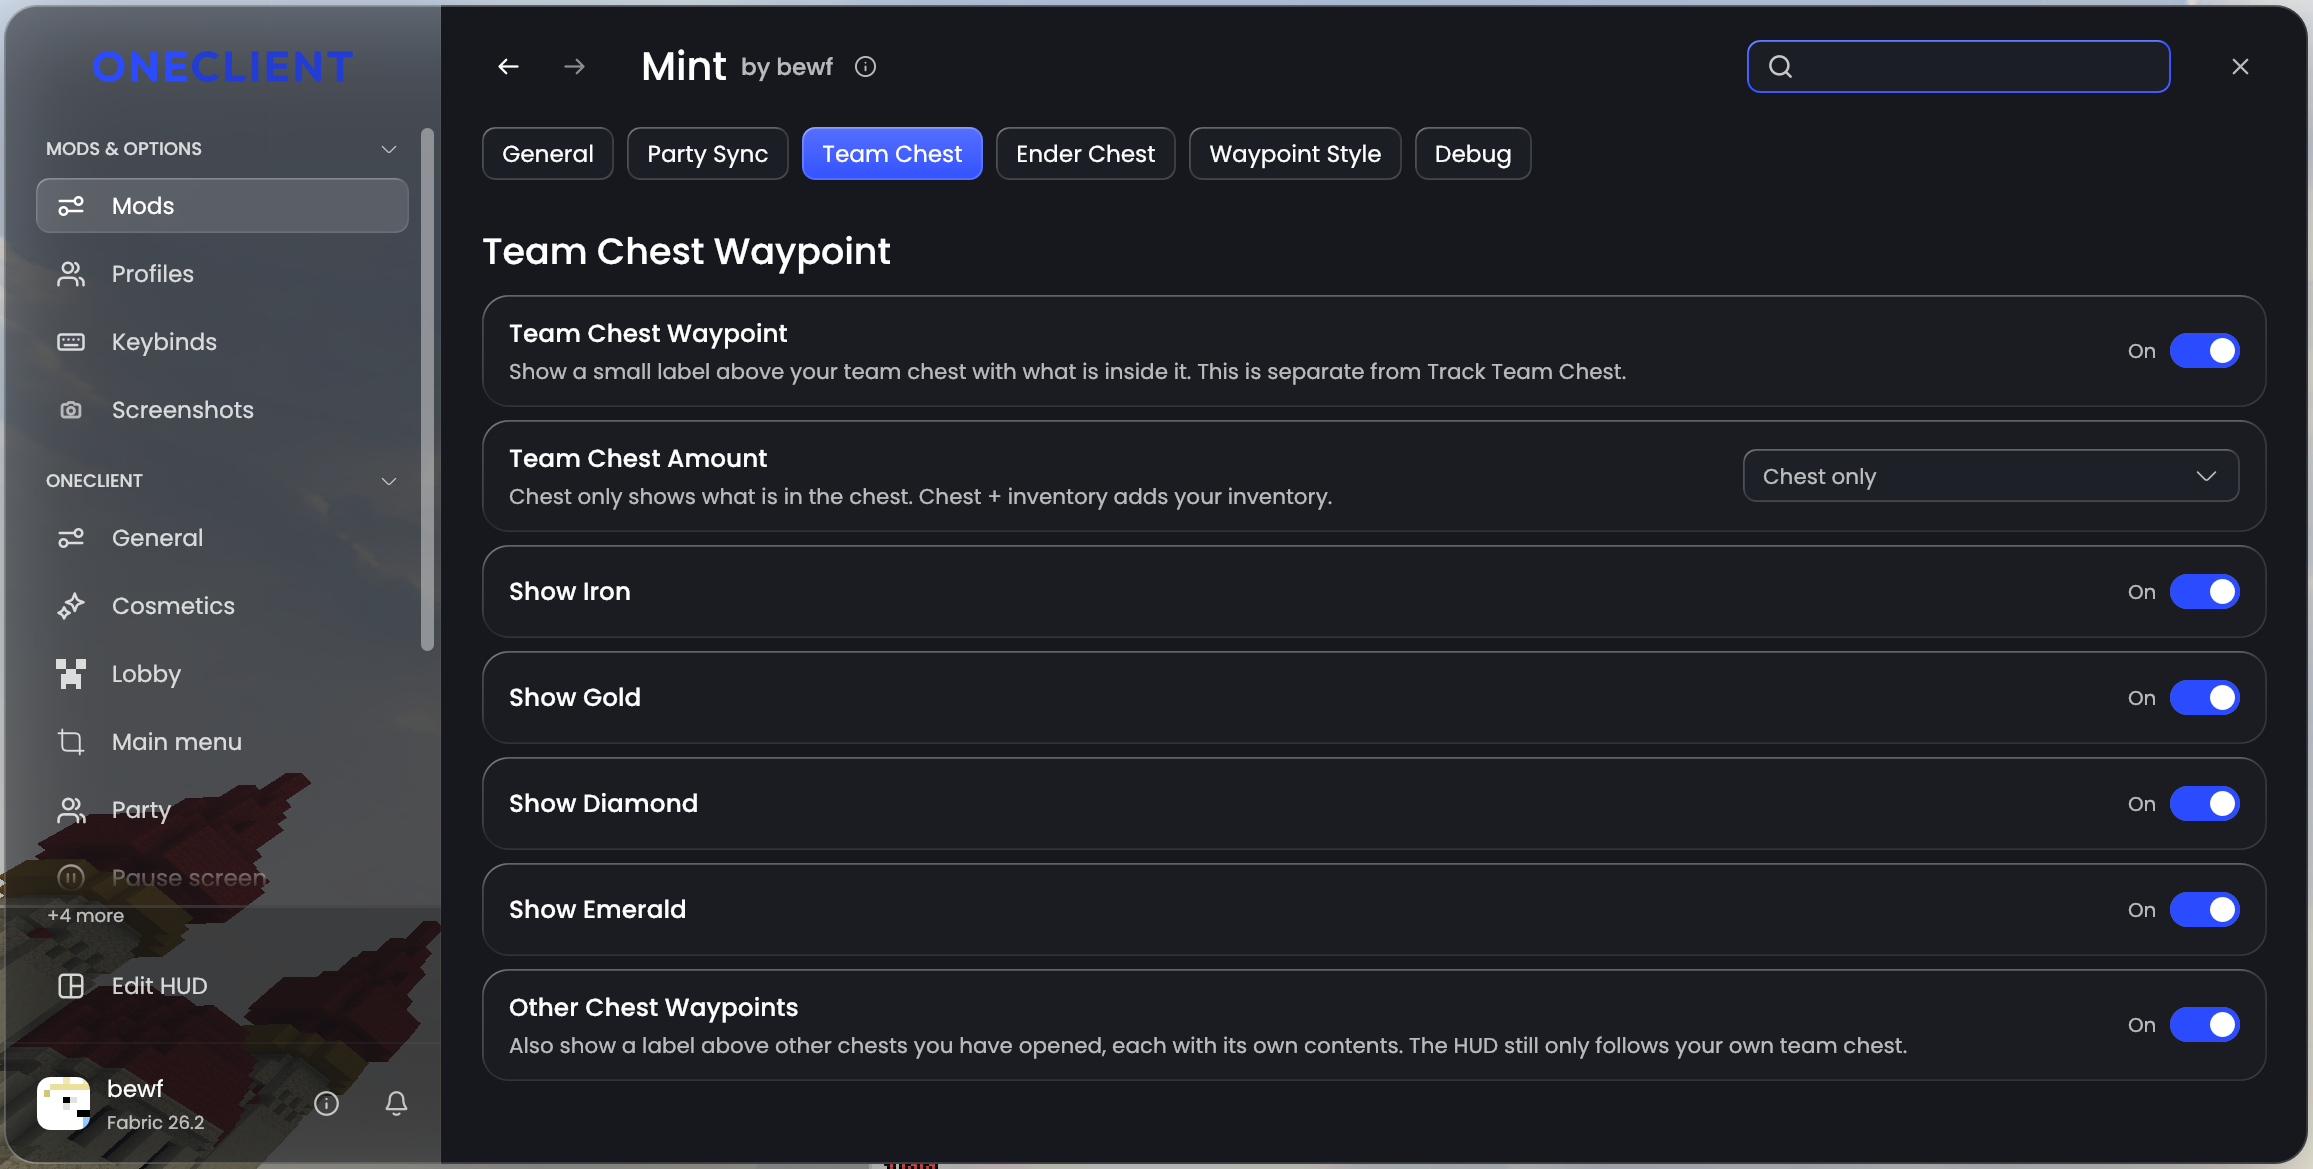 ONECLIENT
MODS & OPTIONS
Mods
Profiles
Keybinds
Screenshots
ONECLIENT
General
Cosmetics
Lobby
Main menu
Party
Pause screen
+4 more
Edit HUD
bewf
Fabric 26.2
Mint by bewf
General
Party Sync
Team Chest
Ender Chest
Waypoint Style
Debug
Team Chest Waypoint
Team Chest Waypoint
Show a small label above your team chest with what is inside it. This is separate from Track Team Chest.
On
Team Chest Amount
Chest only shows what is in the chest. Chest + inventory adds your inventory.
Chest only
Show Iron
On
Show Gold
On
Show Diamond
On
Show Emerald
On
Other Chest Waypoints
Also show a label above other chests you have opened, each with its own contents. The HUD still only follows your own team chest.
On